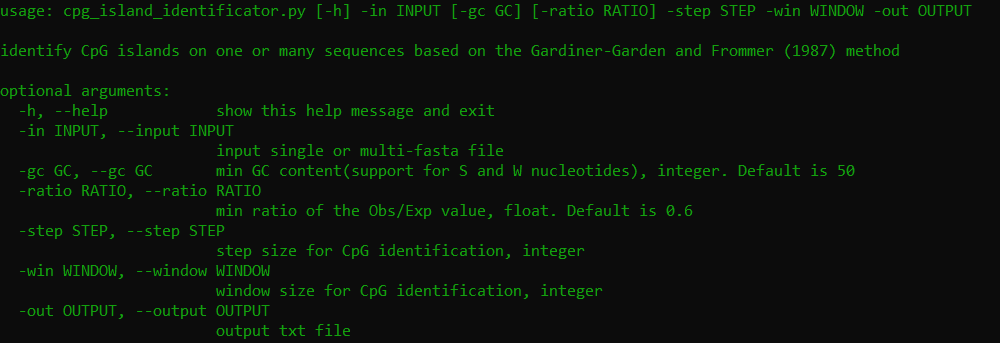 usage: cpg_island_identificator.py [-h] -in INPUT [-gc GC] [-ratio RATIO] -step STEP -win WINDOW -out OUTPUT
identify CpG islands on one or many sequences based on the Gardiner-Garden and Frommer (1987) method
optional arguments:
-h, --help show this help message and exit
-in INPUT, --input INPUT
input single or multi-fasta file
-gc GC, --gc GC min GC content(support for S and W nucleotides), integer. Default is 50
-ratio RATIO, --ratio RATIO
min ratio of the Obs/Exp value, float. Default is 0.6
-step STEP, --step STEP
step size for CpG identification, integer
-win WINDOW, --window WINDOW
window size for CpG identification, integer
-out OUTPUT, --output OUTPUT
output txt file